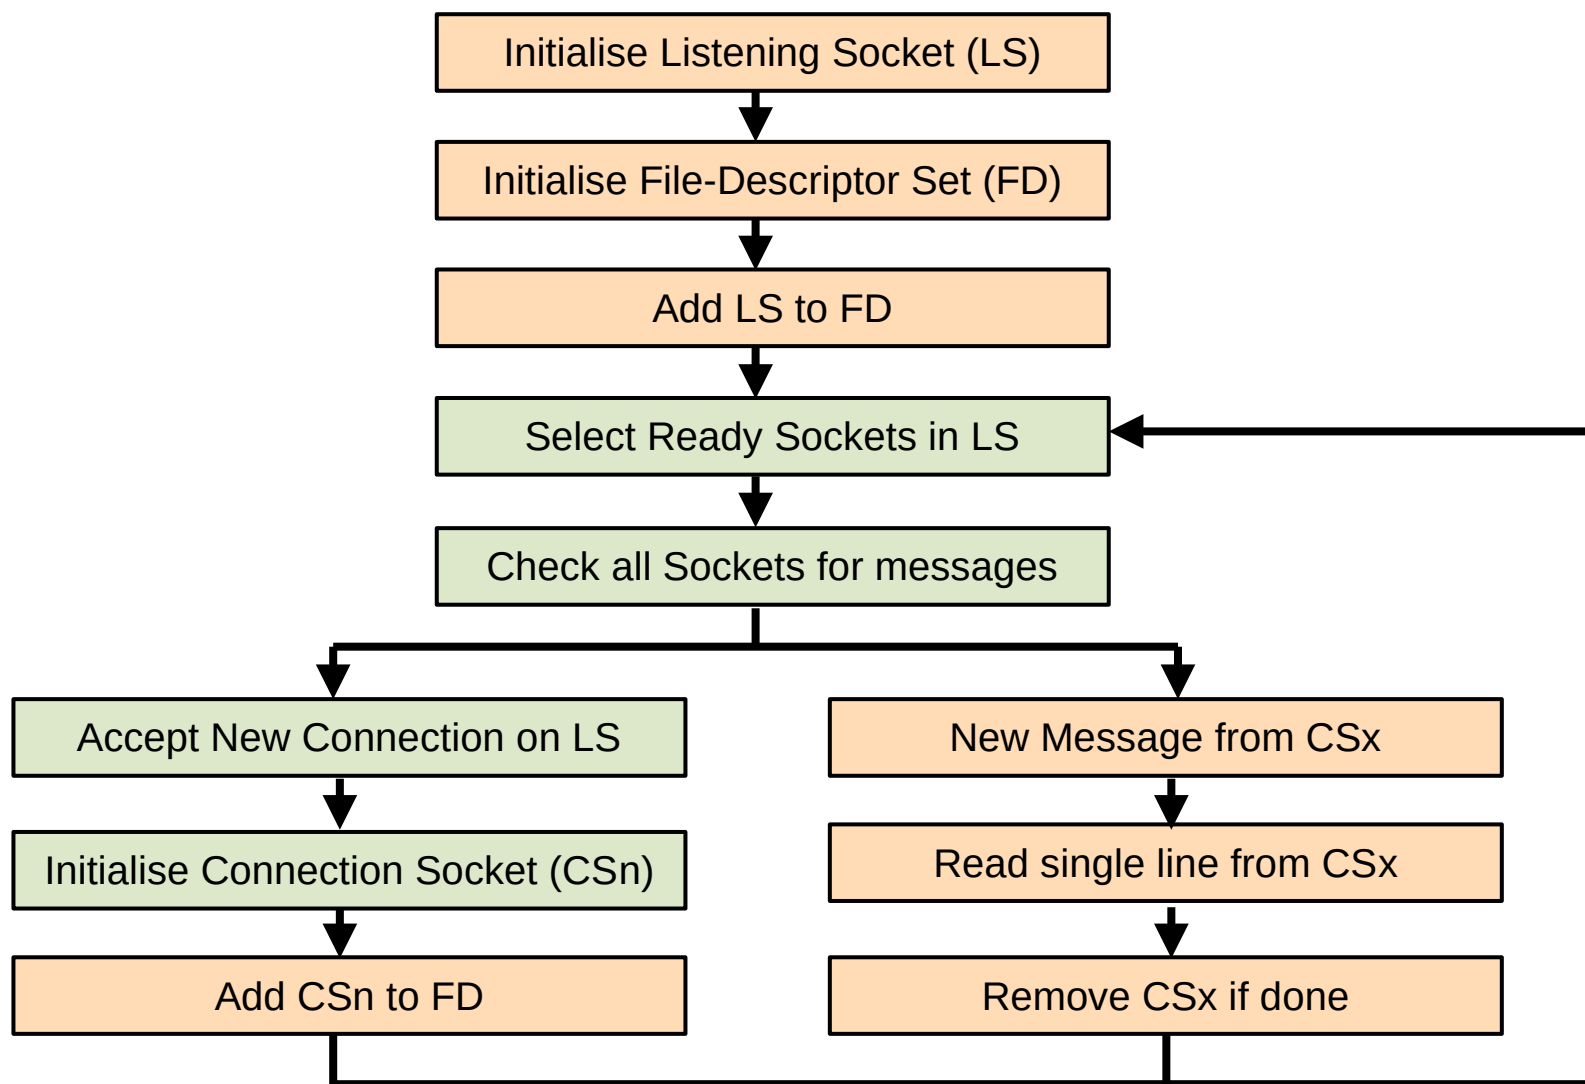 Initialise Listening Socket (LS)
Initialise File-Descriptor Set (FD)
Add LS to FD
Select Ready Sockets in LS
Check all Sockets for messages
Accept New Connection on LS
New Message from CSx
Initialise Connection Socket (CSn)
Read single line from CSx
Add CSn to FD
Remove CSx if done